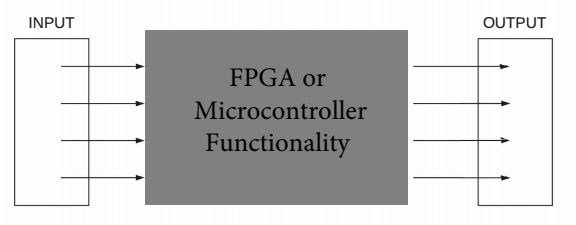 INPUT
OUTPUT
FPGA or
Microcontroller
Functionality